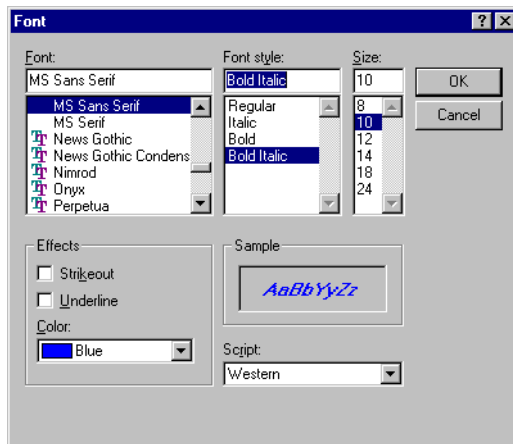 Font
Font:
MS Sans Serif
MS Sans Serif
MS Serif
News Gothic
News Gothic Condens
Nimrod
Onyx
Perpetua
Font style:
Bold Italic
Regular
Italic
Bold
Bold Italic
Size:
10
8
10
12
14
18
24
OK
Cancel
Effects
Strikeout
Underline
Color:
Blue
Sample
AaBbYyZz
Script:
Western